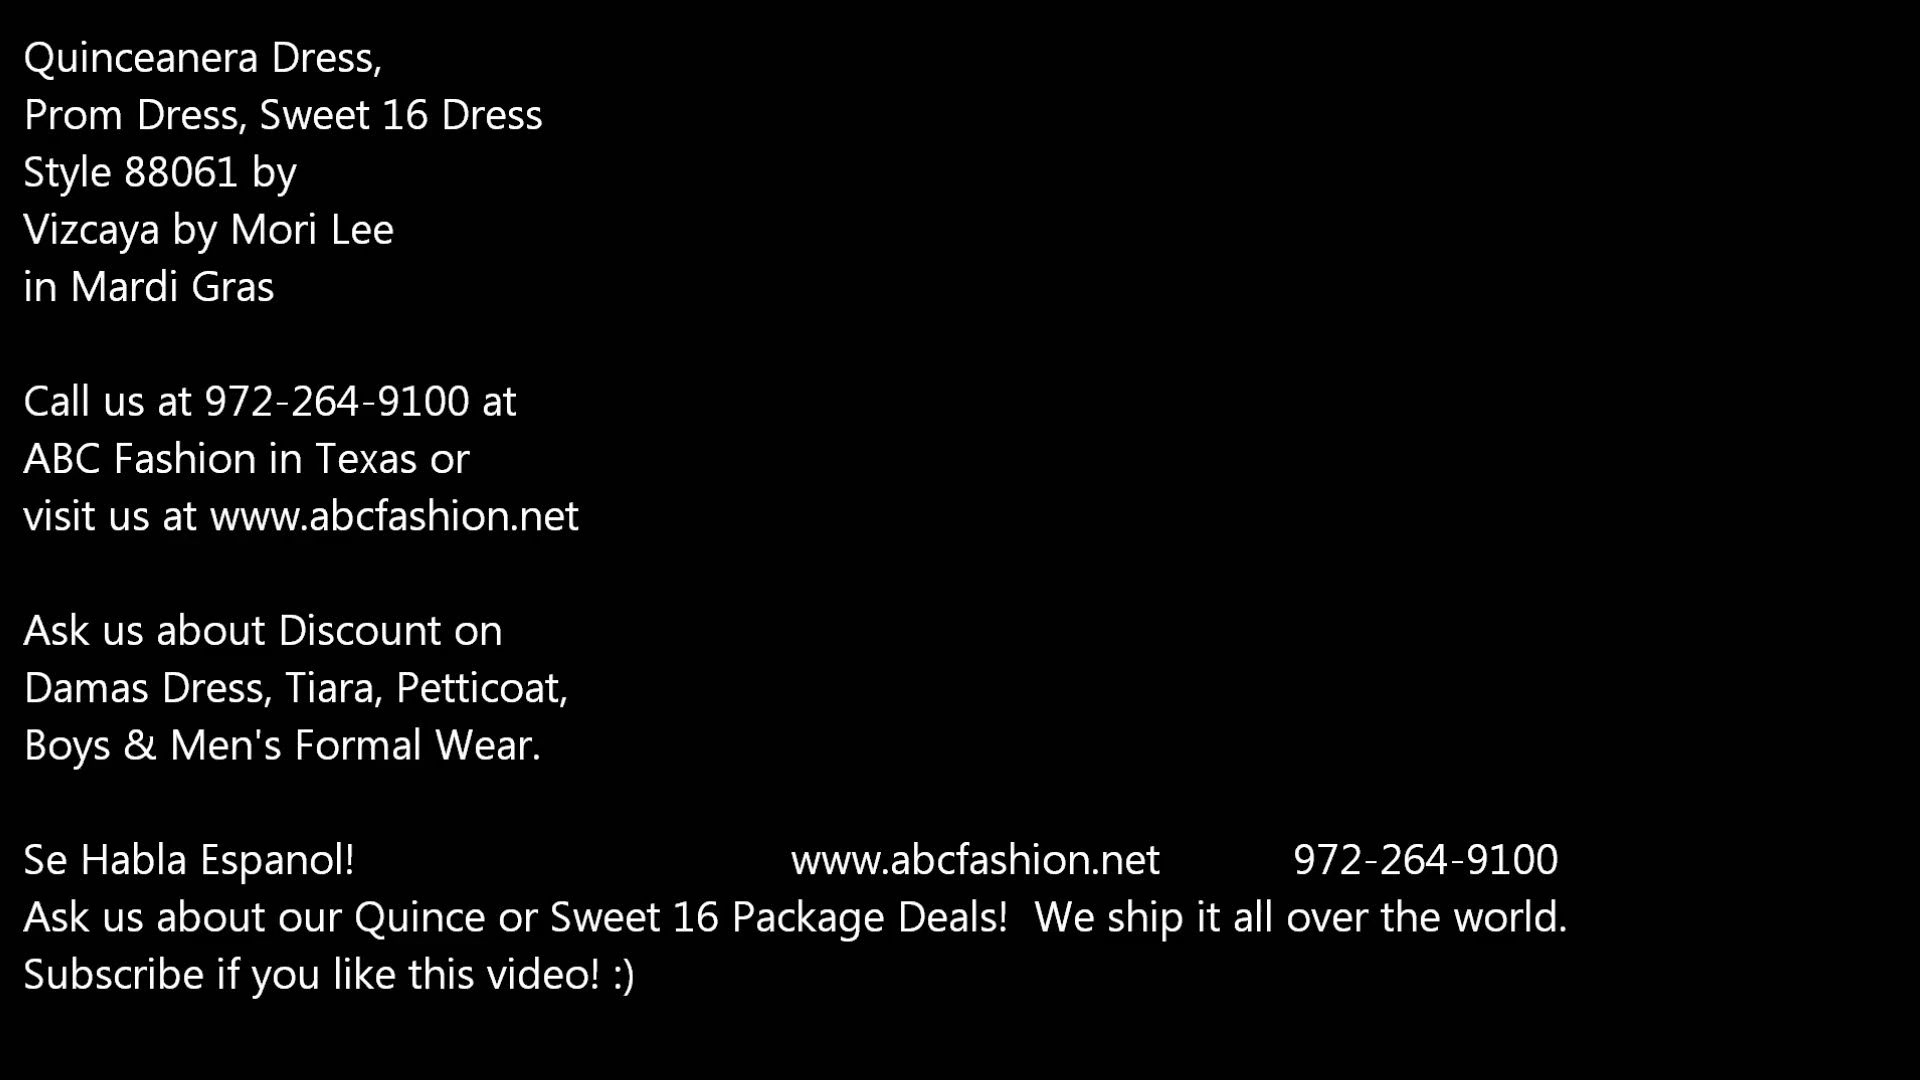 Quinceanera Dress,
Prom Dress, Sweet 16 Dress
Style 88061 by
Vizcaya by Mori Lee
in Mardi Gras
Call us at 972-264-9100 at
ABC Fashion in Texas or
visit us at www.abcfashion.net
Ask us about Discount on
Damas Dress, Tiara, Petticoat,
Boys & Men's Formal Wear.
Se Habla Espanol! www.abcfashion.net 972-264-9100
Ask us about our Quince or Sweet 16 Package Deals!  We ship it all over the world.
Subscribe if you like this video! :)